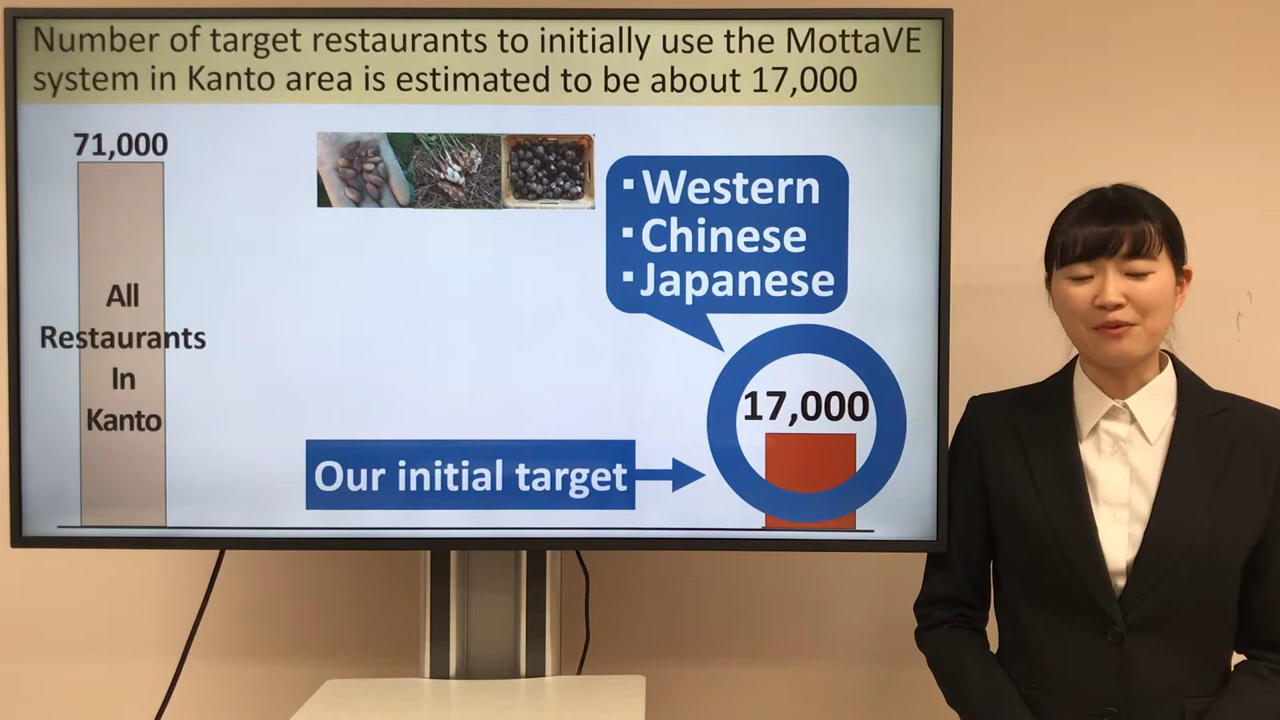 Number of target restaurants to initially use the MottaVE
system in Kanto area is estimated to be about 17,000
71,000
All
Restaurants
In
Kanto
▪Western
▪Chinese
▪Japanese
17,000
Our initial target